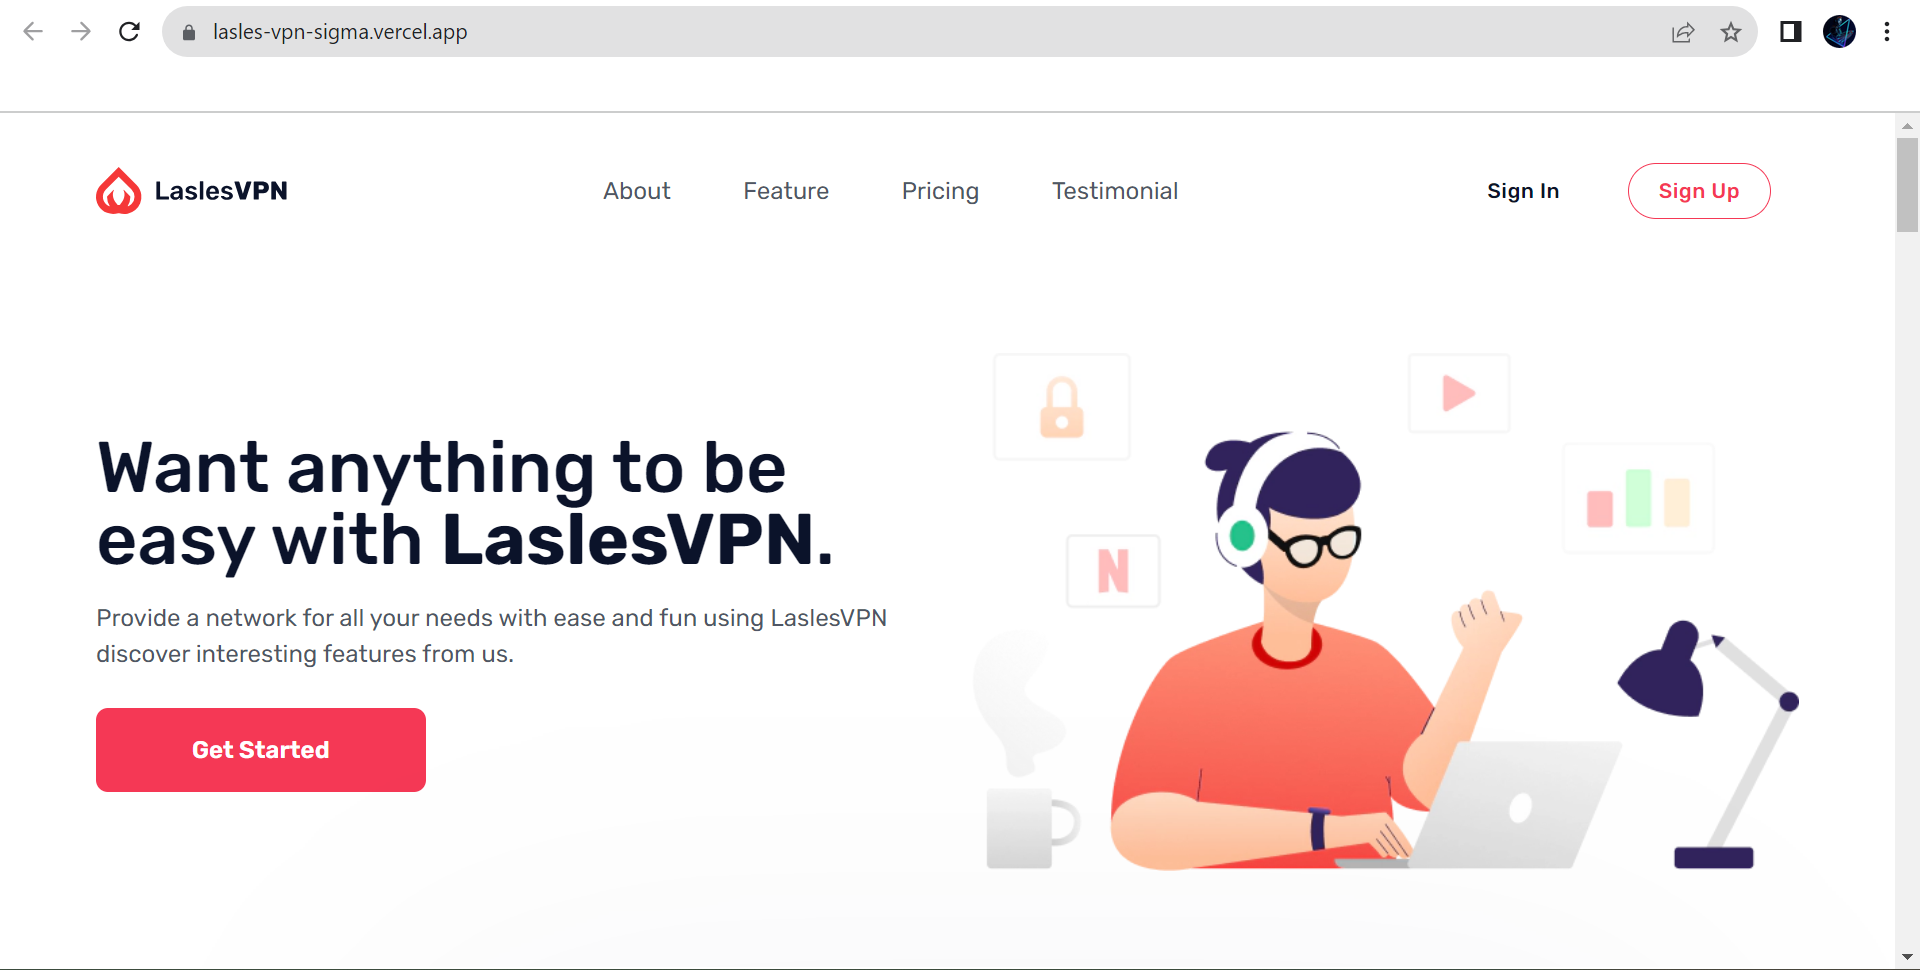 lasles-vpn-sigma.vercel.app
LaslesVPN
About Feature Pricing Testimonial
Sign In
Sign Up
Want anything to be
easy with LaslesVPN.
Provide a network for all your needs with ease and fun using LaslesVPN
discover interesting features from us.
Get Started
N